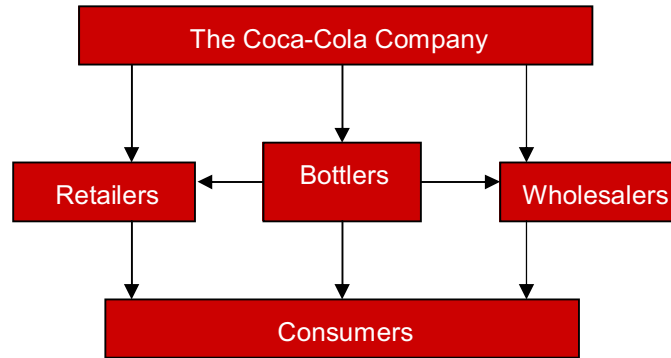 The Coca-Cola Company
Retailers
Bottlers
Wholesalers
Consumers